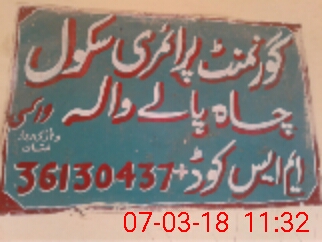 گورنمنٹ پرائمری سکول
چاہ پالے والہ
ایم ایس کوڈ 36130437
07-03-18 11:32